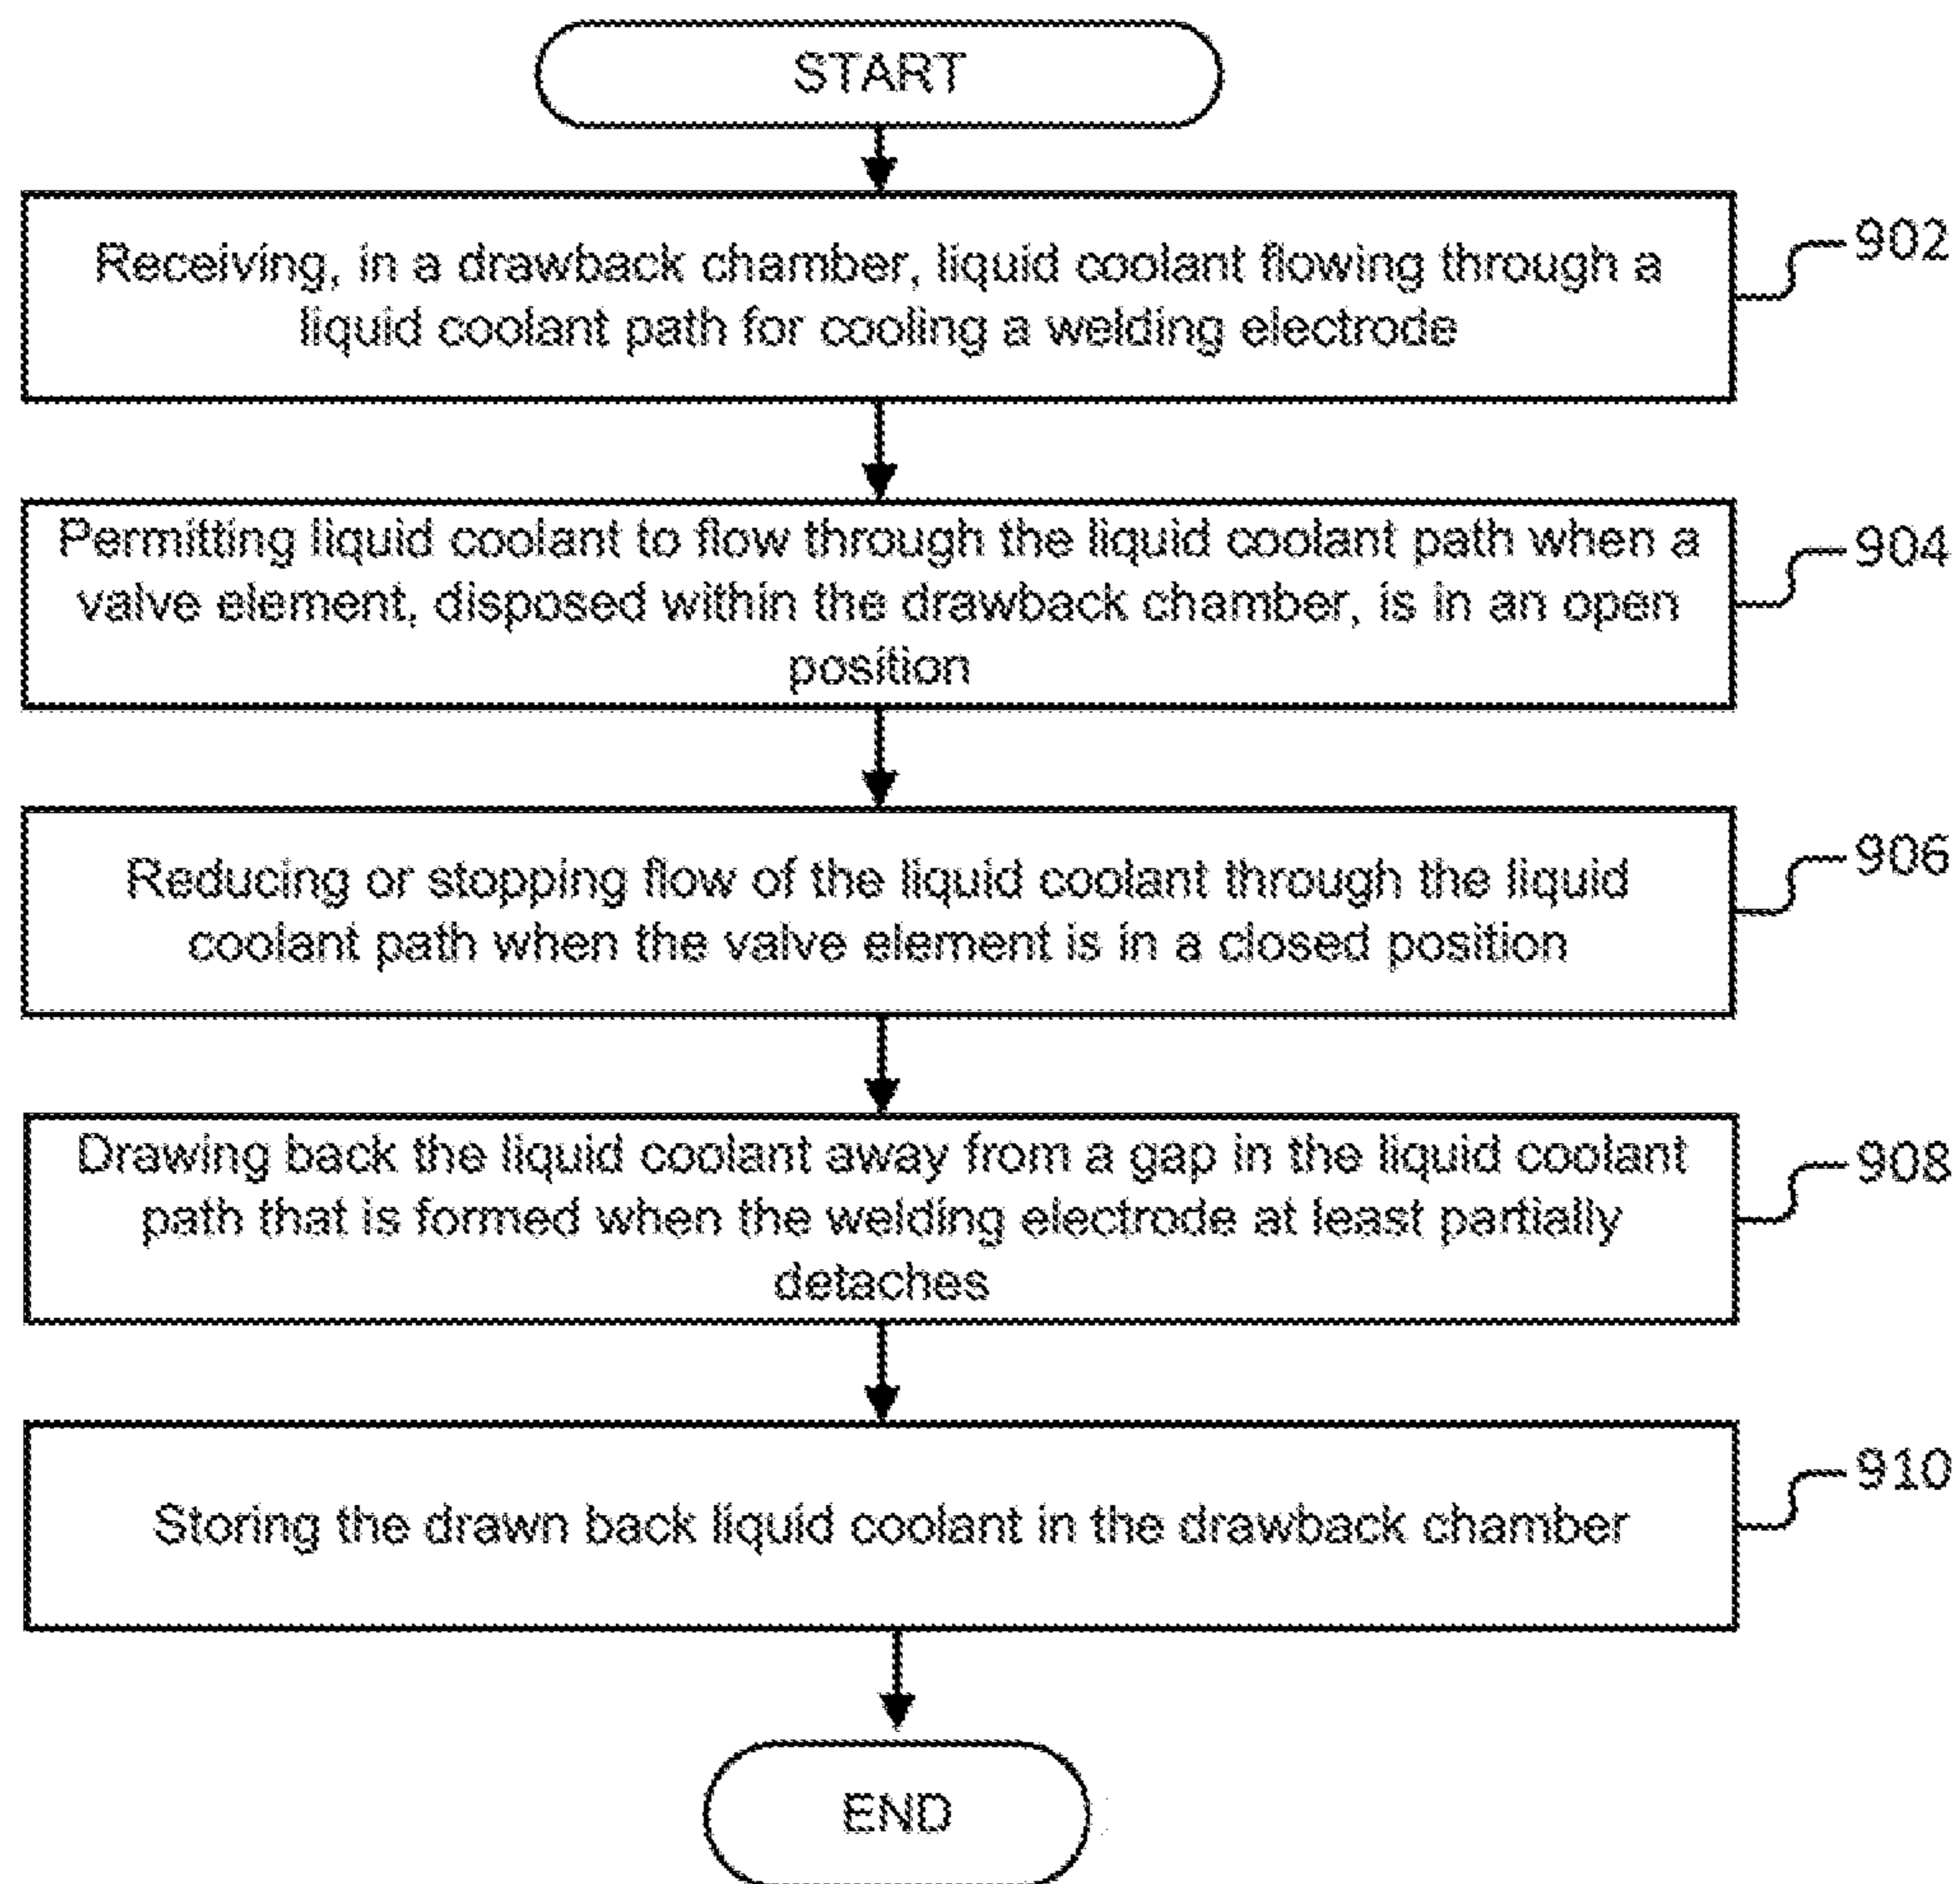 START
Receiving, in a drawback chamber, liquid coolant flowing through a
liquid coolant path for cooling a welding electrode
902
Permitting liquid coolant to flow through the liquid coolant path when a
valve element, disposed within the drawback chamber, is in an open
position
904
Reducing or stopping flow of the liquid coolant through the liquid
coolant path when the valve element is in a closed position
906
Drawing back the liquid coolant away from a gap in the liquid coolant
path that is formed when the welding electrode at least partially
detaches
908
Storing the drawn back liquid coolant in the drawback chamber
910
END